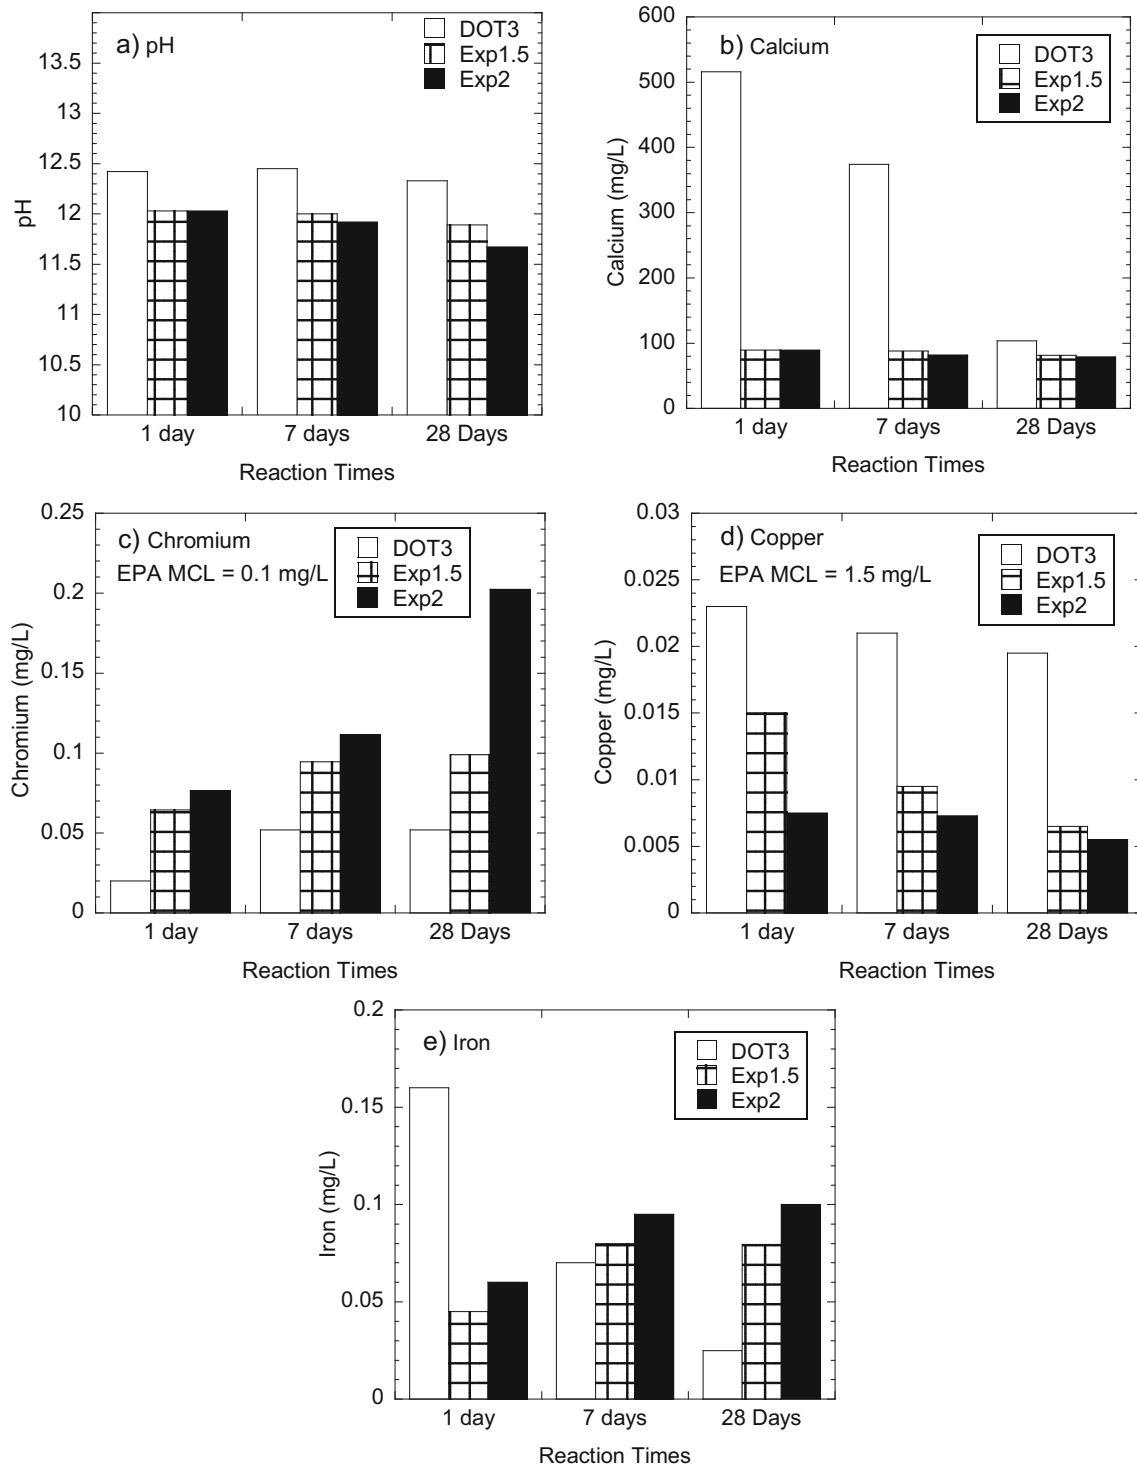 a) pH
DOT3
Exp1.5
Exp2
13.5
13
12.5
12
11.5
11
10.5
10
pH
1 day
7 days
28 Days
Reaction Times
b) Calcium
DOT3
Exp1.5
Exp2
600
500
400
300
200
100
0
Calcium (mg/L)
1 day
7 days
28 Days
Reaction Times
c) Chromium
EPA MCL = 0.1 mg/L
DOT3
Exp1.5
Exp2
0.25
0.2
0.15
0.1
0.05
0
Chromium (mg/L)
1 day
7 days
28 Days
Reaction Times
d) Copper
EPA MCL = 1.5 mg/L
DOT3
Exp1.5
Exp2
0.03
0.025
0.02
0.015
0.01
0.005
0
Copper (mg/L)
1 day
7 days
28 Days
Reaction Times
e) Iron
DOT3
Exp1.5
Exp2
0.2
0.15
0.1
0.05
0
Iron (mg/L)
1 day
7 days
28 Days
Reaction Times